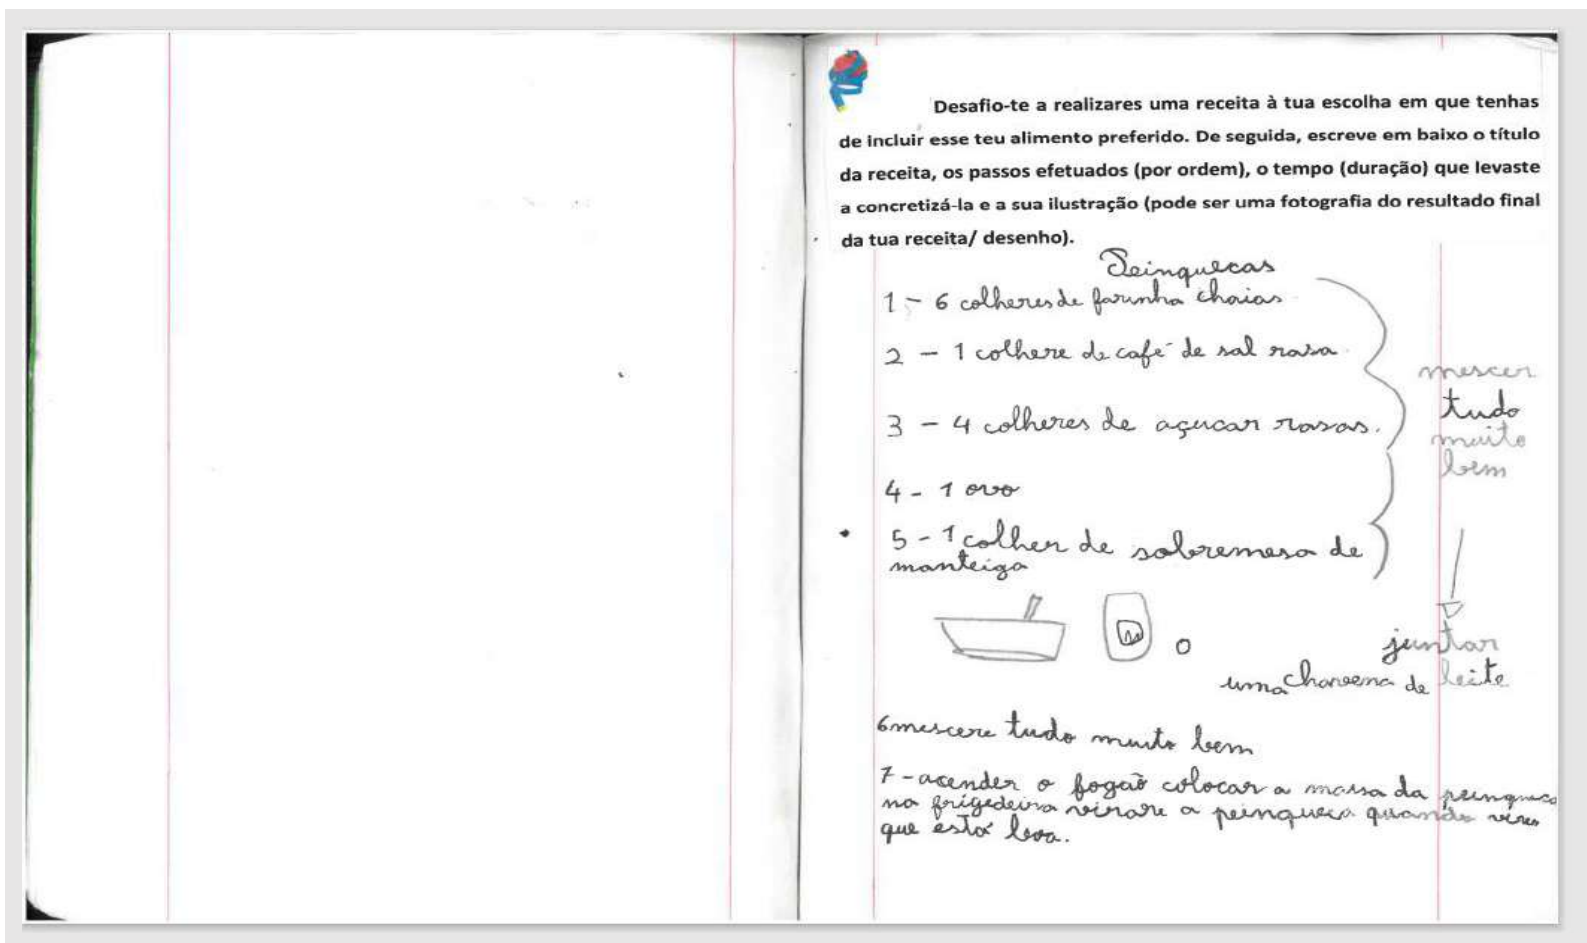 Desafio-te a realizares uma receita à tua escolha em que tenhas
de incluir esse teu alimento preferido. De seguida, escreve em baixo o título
da receita, os passos efetuados (por ordem), o tempo (duração) que levaste
a concretizá-la e a sua ilustração (pode ser uma fotografia do resultado final
da tua receita/ desenho).
Peinquecas
1 - 6 colheres de farinha chaias
2 - 1 colhere de café de sal rasa.
3 - 4 colheres de açucar rasas.
4 - 1 ovo
5 - 1 colher de sobremesa de
manteiga
mescer
tudo
muito
bem
juntar
uma chavena de leite
6 mescere tudo muito bem
7 - acender o fogão colocar a massa da peinqueca
na frigedeira virare a peinqueca quando vires
que está boa.